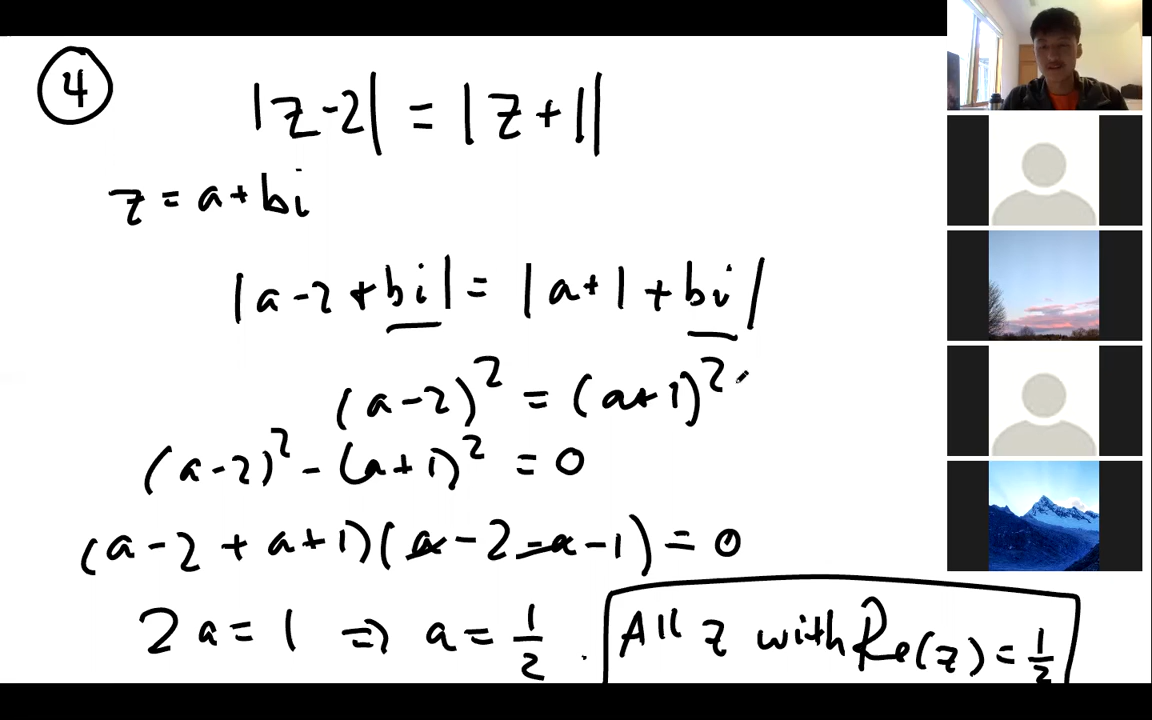 4
|z-2| = |z+1|
z = a+bi
|a-2+bi| = |a+1+bi|
(a-2)² = (a+1)²
(a-2)² - (a+1)² = 0
(a-2+a+1)(a-2-a-1) = 0
2a = 1 ⇒ a = 1/2. All z with Re(z) = 1/2